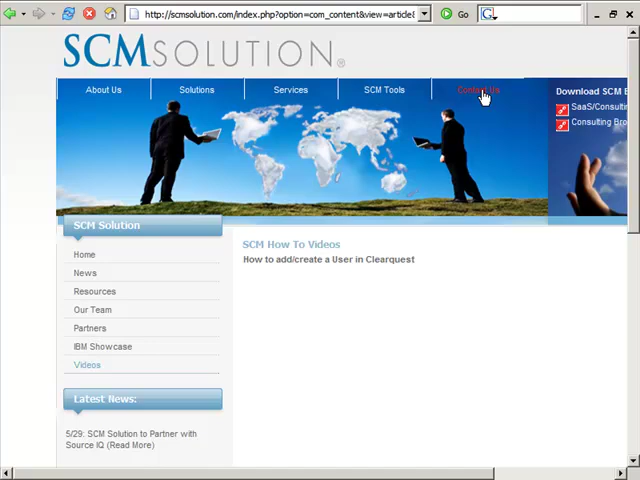 http://scmsolution.com/index.php?option=com_content&view=article&
Go
G
SCMSOLUTION®
About Us
Solutions
Services
SCM Tools
Contact Us
Download SCM
SaaS/Consulting
Consulting Bro
SCM Solution
Home
News
Resources
Our Team
Partners
IBM Showcase
Videos
SCM How To Videos
How to add/create a User in Clearquest
Latest News:
5/29: SCM Solution to Partner with
Source IQ (Read More)